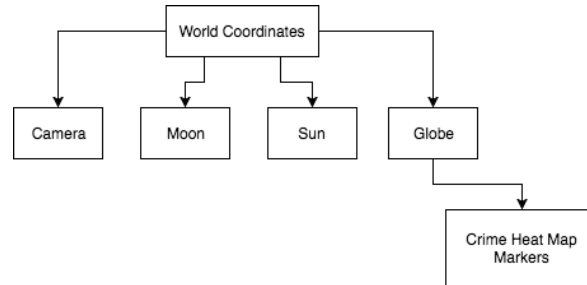 World Coordinates
Camera
Moon
Sun
Globe
Crime Heat Map
Markers